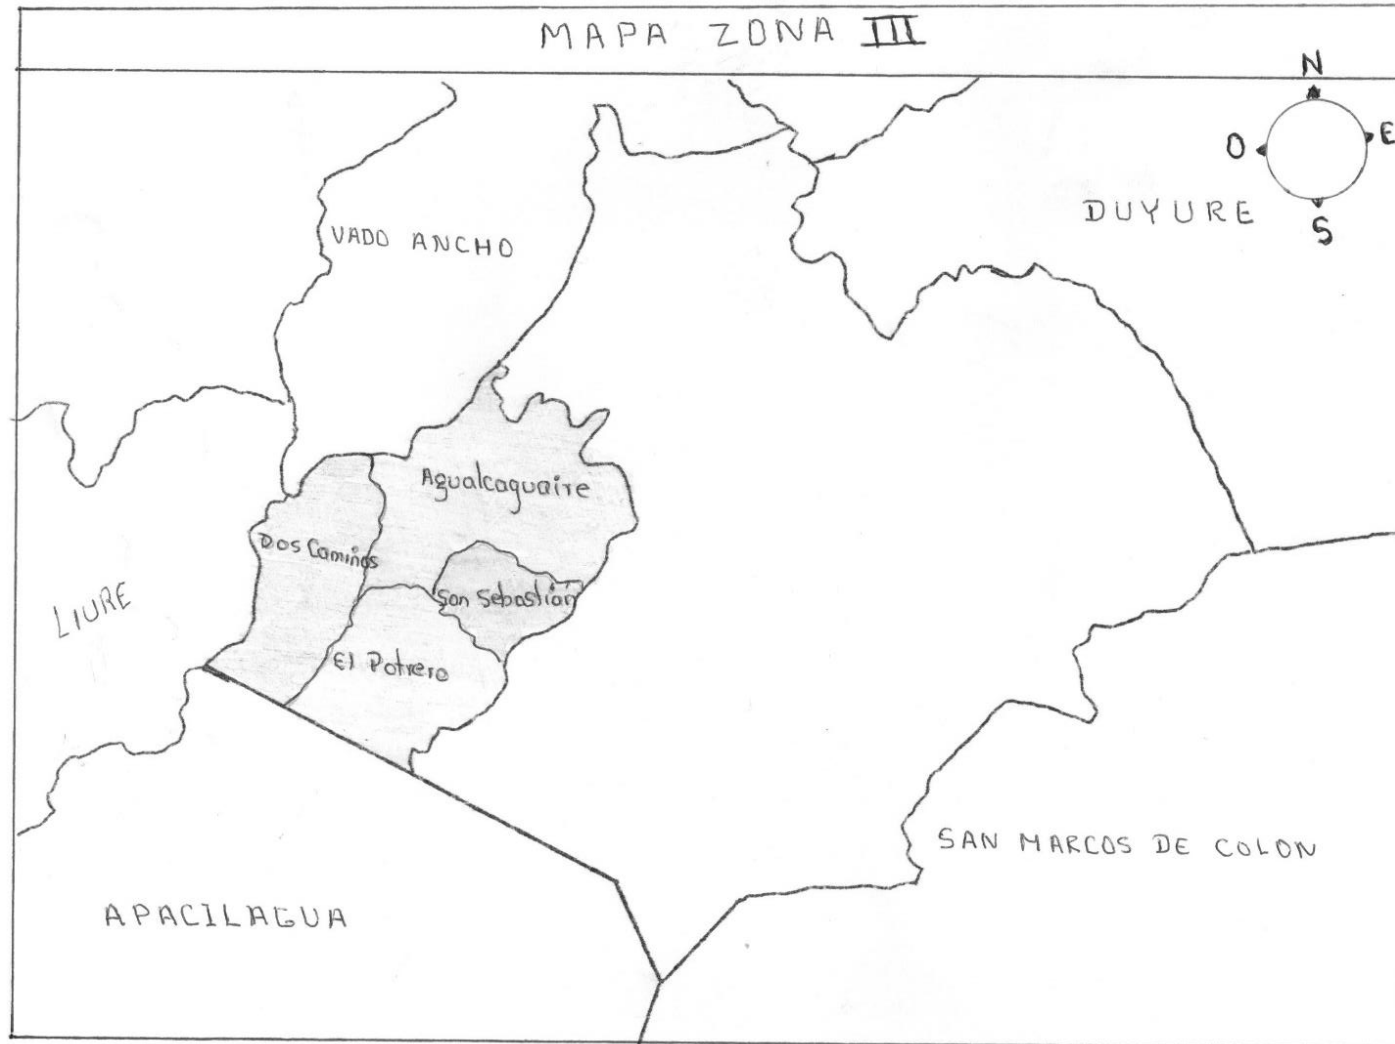 MAPA ZONA III
N
O E
S
DUYURE
VADO ANCHO
Agualcaguaire
Dos Caminos
San Sebastián
LIURE
El Potrero
SAN MARCOS DE COLON
APACILAGUA